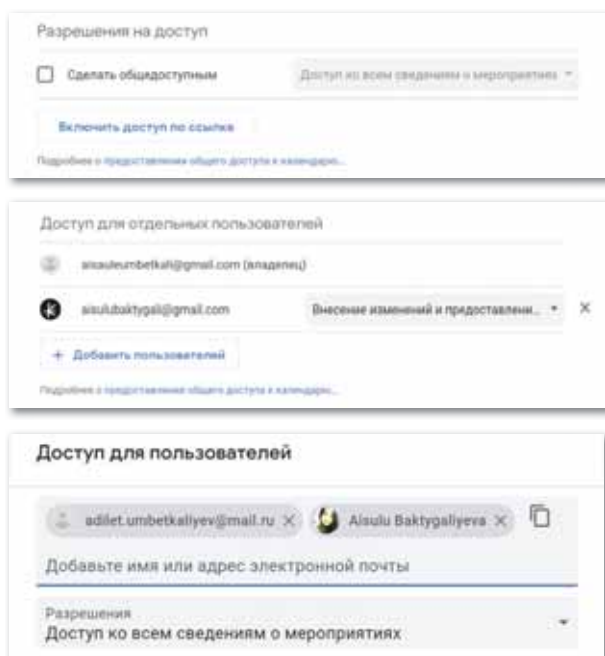 Разрешения на доступ
Сделать общедоступным
Доступ ко всем сведениям о мероприятиях
Включить доступ по ссылке
Подробнее о предоставлении общего доступа к календарю...
Доступ для отдельных пользователей
aisauleumbetkali@gmail.com (владелец)
aisulubaktygali@gmail.com
Внесение изменений и предоставлени...
+ Добавить пользователей
Подробнее о предоставлении общего доступа к календарю...
Доступ для пользователей
adilet.umbetkaliyev@mail.ru
Aisulu Baktygaliyeva
Добавьте имя или адрес электронной почты
Разрешения
Доступ ко всем сведениям о мероприятиях